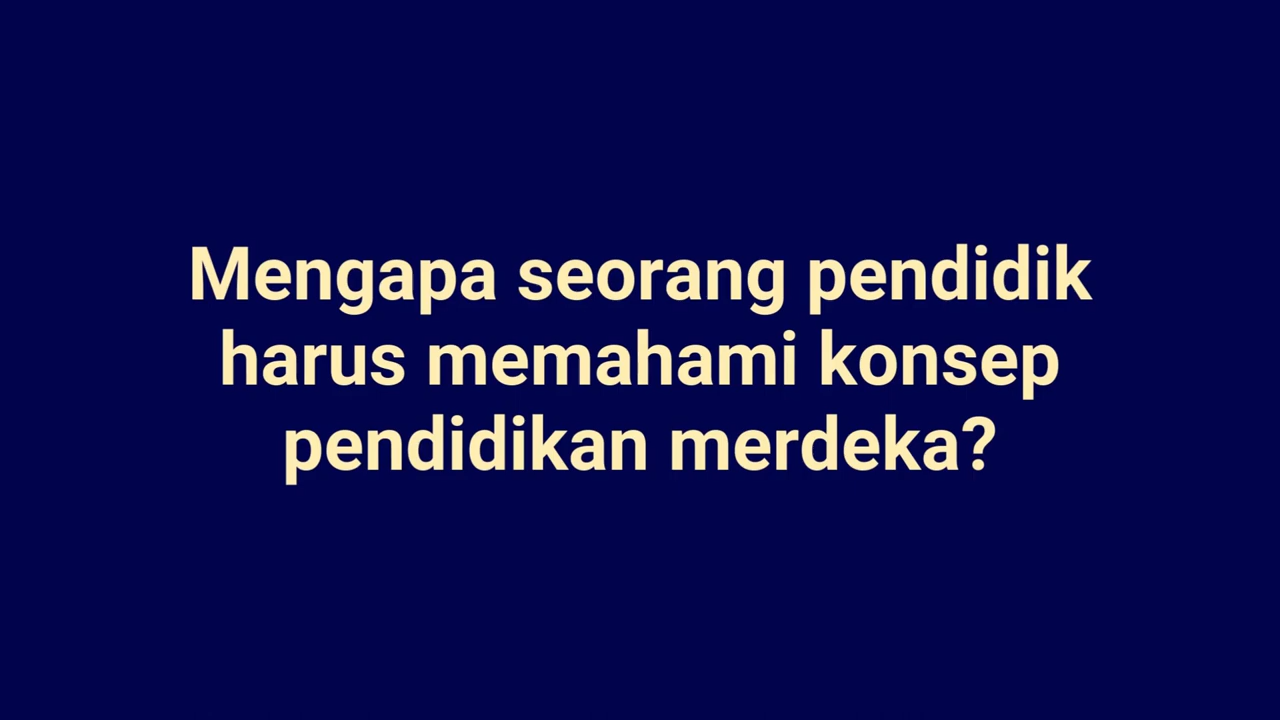 Mengapa seorang pendidik
harus memahami konsep
pendidikan merdeka?